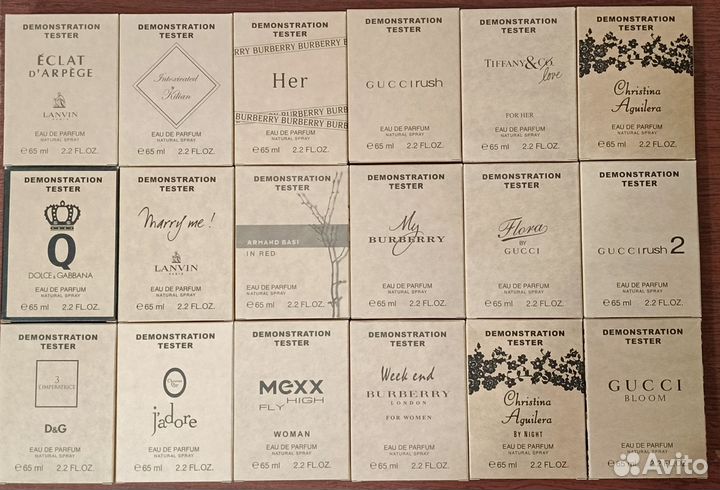 DEMONSTRATION
TESTER
ÉCLAT
D'ARPÈGE
LANVIN
PARIS
EAU DE PARFUM
NATURAL SPRAY
℮65 ml 2.2 FL.OZ.
DEMONSTRATION
TESTER
Intoxicated
Kilian
EAU DE PARFUM
NATURAL SPRAY
℮65 ml 2.2 FL.OZ.
DEMONSTRATION
TESTER
RRY BURBERRY BURBERRY B
Her
BURBERRY BURBERRY BURBE
EAU DE PARFUM
NATURAL SPRAY
℮65 ml 2.2 FL.OZ.
DEMONSTRATION
TESTER
GUCCI rush
EAU DE PARFUM
NATURAL SPRAY
℮65 ml 2.2 FL.OZ.
DEMONSTRATION
TESTER
TIFFANY & CO.
love
FOR HER
EAU DE PARFUM
NATURAL SPRAY
℮65 ml 2.2 FL.OZ.
DEMONSTRATION
TESTER
Christina
Aguilera
EAU DE PARFUM
NATURAL SPRAY
℮65 ml 2.2 FL.OZ.
DEMONSTRATION
TESTER
Q
DOLCE & GABBANA
EAU DE PARFUM
NATURAL SPRAY
℮65 ml 2.2 FL.OZ.
DEMONSTRATION
TESTER
Marry me!
LANVIN
PARIS
EAU DE PARFUM
NATURAL SPRAY
℮65 ml 2.2 FL.OZ.
DEMONSTRATION
TESTER
ARMAND BASI
IN RED
EAU DE PARFUM
NATURAL SPRAY
℮65 ml 2.2 FL.OZ.
DEMONSTRATION
TESTER
My
BURBERRY
EAU DE PARFUM
NATURAL SPRAY
℮65 ml 2.2 FL.OZ.
DEMONSTRATION
TESTER
Flora
BY
GUCCI
EAU DE PARFUM
NATURAL SPRAY
℮65 ml 2.2 FL.OZ.
DEMONSTRATION
TESTER
GUCCI rush 2
EAU DE PARFUM
NATURAL SPRAY
℮65 ml 2.2 FL.OZ.
DEMONSTRATION
TESTER
3
L'IMPERATRICE
D&G
EAU DE PARFUM
NATURAL SPRAY
℮65 ml 2.2 FL.OZ.
DEMONSTRATION
TESTER
j'adore
EAU DE PARFUM
NATURAL SPRAY
℮65 ml 2.2 FL.OZ.
DEMONSTRATION
TESTER
MEXX
FLY HIGH
WOMAN
EAU DE PARFUM
NATURAL SPRAY
℮65 ml 2.2 FL.OZ.
DEMONSTRATION
TESTER
Week end
BURBERRY
LONDON
FOR WOMEN
EAU DE PARFUM
NATURAL SPRAY
℮65 ml 2.2 FL.OZ.
DEMONSTRATION
TESTER
Christina
Aguilera
BY NIGHT
EAU DE PARFUM
NATURAL SPRAY
℮65 ml 2.2 FL.OZ.
DEMONSTRATION
TESTER
GUCCI
BLOOM
EAU DE PARFUM
NATURAL SPRAY
℮65 ml 2.2 FL.OZ.
Avito